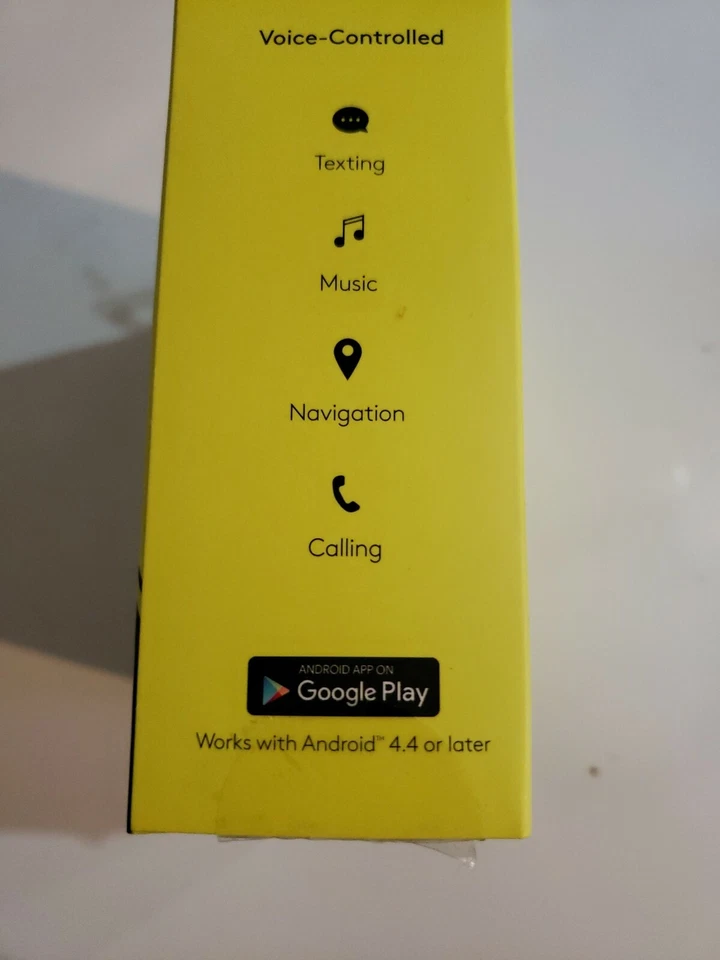 Voice-Controlled
Texting
Music
Navigation
Calling
ANDROID APP ON
Google Play
Works with Android™ 4.4 or later